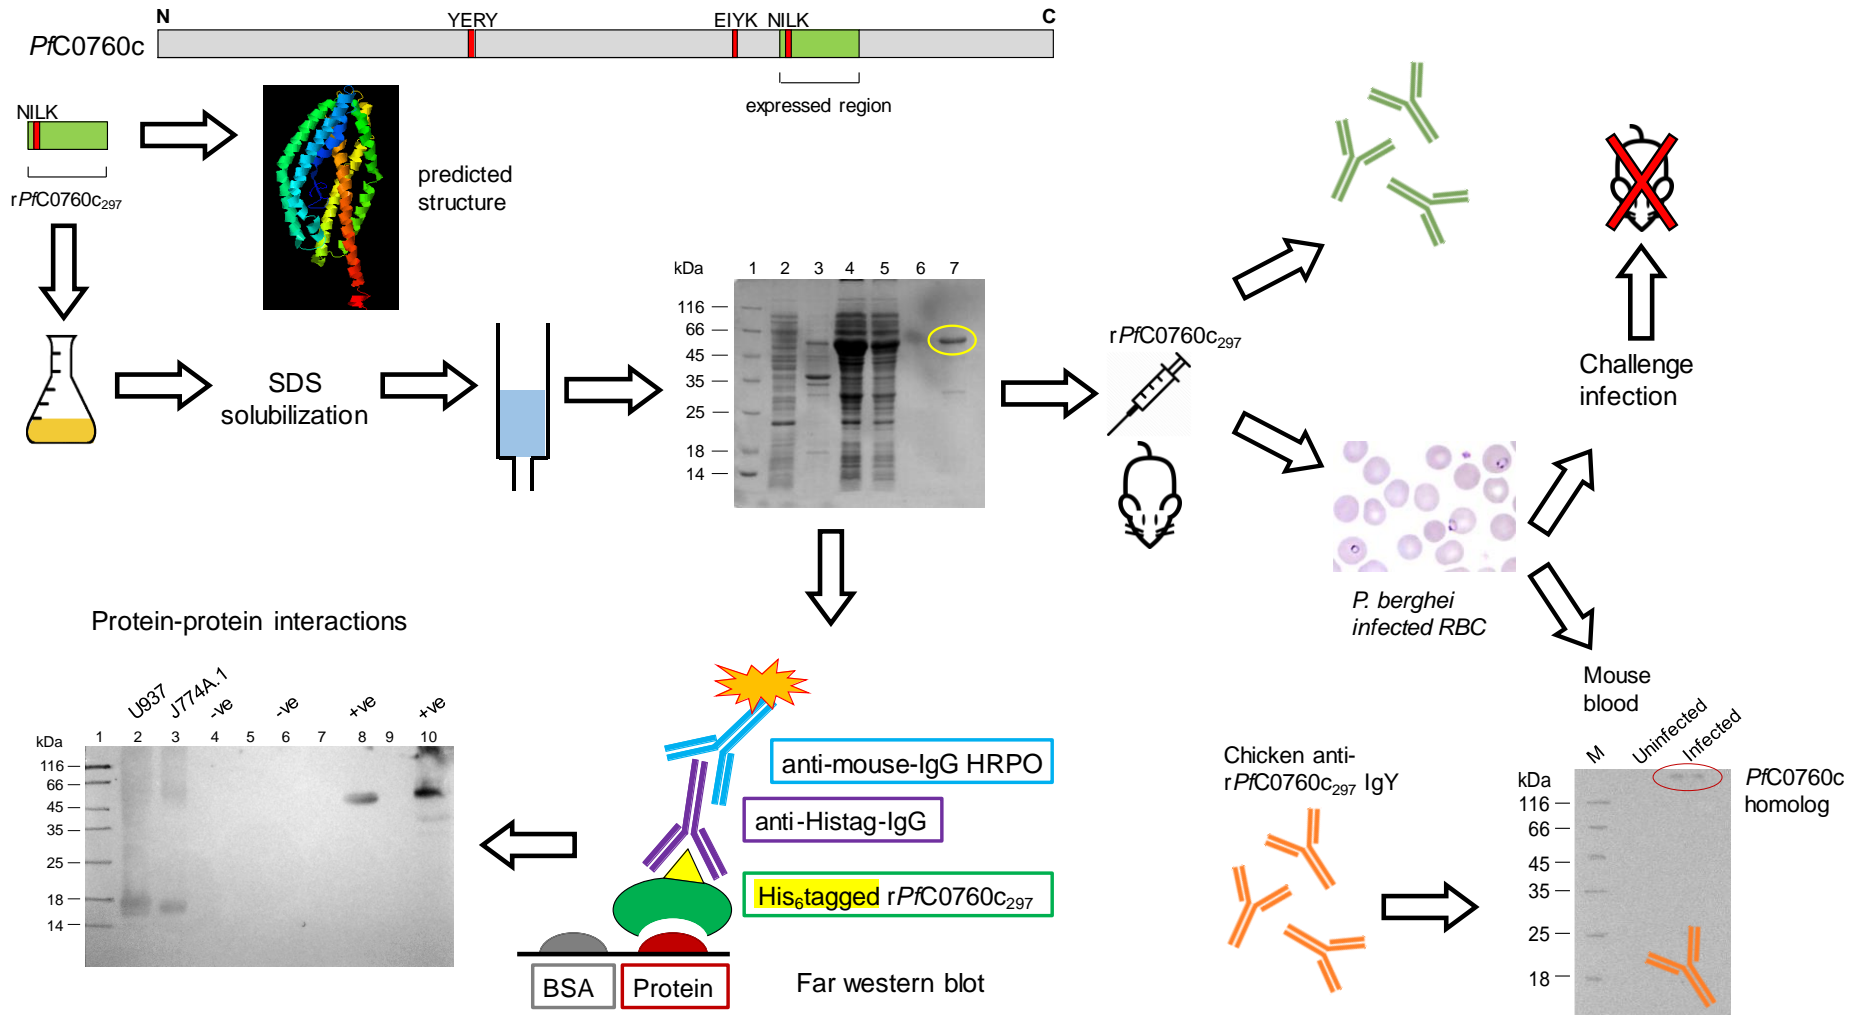 N
YERY
EIYK
NILK
C
PfC0760c
expressed region
NILK
rPfC0760c297
predicted
structure
SDS
solubilization
kDa 1 2 3 4 5 6 7
116
66
45
35
25
18
14
rPfC0760c297
Challenge
infection
P. berghei
infected RBC
Mouse
blood
Protein-protein interactions
U937
J774A.1
-ve
-ve
+ve
+ve
1 2 3 4 5 6 7 8 9 10
kDa
116
66
45
35
25
18
14
anti-mouse-IgG HRPO
anti-Histag-IgG
His6tagged rPfC0760c297
BSA
Protein
Far western blot
Chicken anti-
rPfC0760c297 IgY
M
Uninfected
Infected
kDa
116
66
45
35
25
18
PfC0760c
homolog